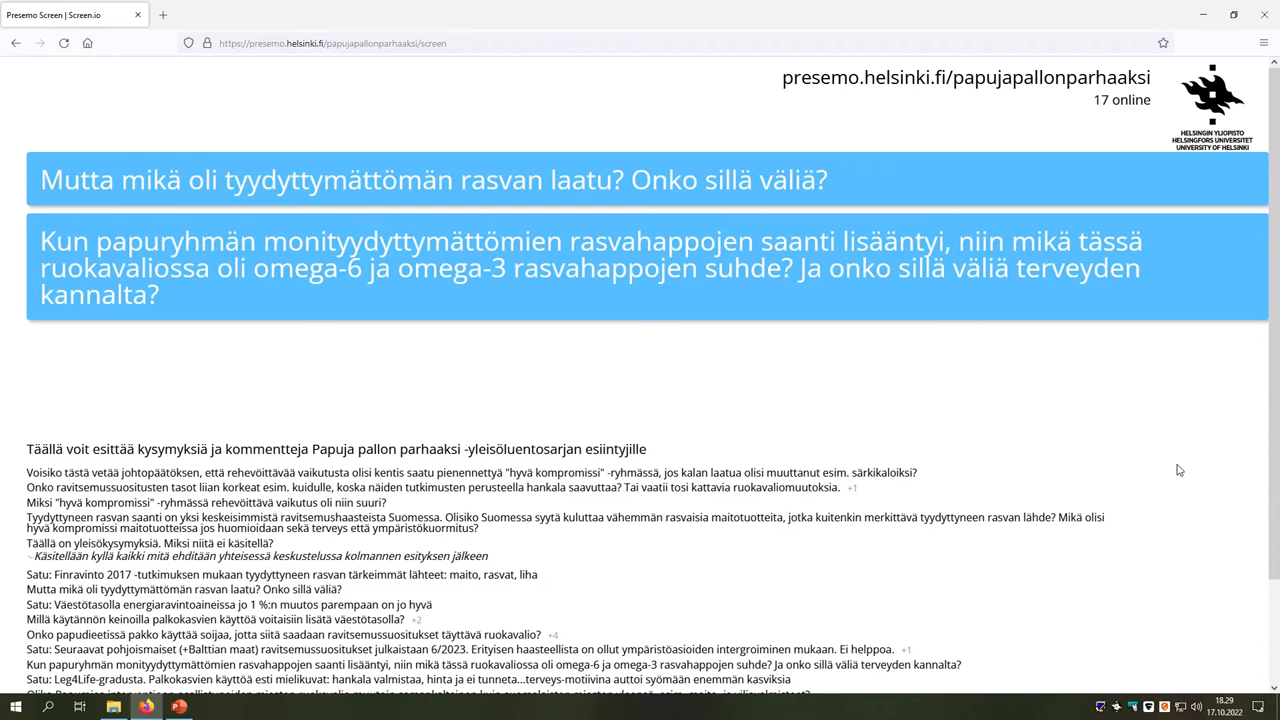 Presemo Screen | Screen.io
https://presemo.helsinki.fi/papujapallonparhaaksi/screen
presemo.helsinki.fi/papujapallonparhaaksi
17 online
HELSINGIN YLIOPISTO
HELSINGFORS UNIVERSITET
UNIVERSITY OF HELSINKI
Mutta mikä oli tyydyttymättömän rasvan laatu? Onko sillä väliä?
Kun papuryhmän monityydyttymättömien rasvahappojen saanti lisääntyi, niin mikä tässä
ruokavaliossa oli omega-6 ja omega-3 rasvahappojen suhde? Ja onko sillä väliä terveyden
kannalta?
Täällä voit esittää kysymyksiä ja kommentteja Papuja pallon parhaaksi -yleisöluentosarjan esiintyjille
Voisiko tästä vetää johtopäätöksen, että rehevöittävää vaikutusta olisi kentis saatu pienennettyä "hyvä kompromissi" -ryhmässä, jos kalan laatua olisi muuttanut esim. särkikaloiksi?
Onko ravitsemussuositusten tasot liian korkeat esim. kuidulle, koska näiden tutkimusten perusteella hankala saavuttaa? Tai vaatii tosi kattavia ruokavaliomuutoksia. +1
Miksi "hyvä kompromissi" -ryhmässä rehevöittävä vaikutus oli niin suuri?
Tyydyttyneen rasvan saanti on yksi keskeisimmistä ravitsemushaasteista Suomessa. Olisiko Suomessa syytä kuluttaa vähemmän rasvaisia maitotuotteita, jotka kuitenkin merkittävä tyydyttyneen rasvan lähde? Mikä olisi
hyvä kompromissi maitotuotteissa jos huomioidaan sekä terveys että ympäristökuormitus?
Täällä on yleisökysymyksiä. Miksi niitä ei käsitellä?
Käsitellään kyllä kaikki mitä ehditään yhteisessä keskustelussa kolmannen esityksen jälkeen
Satu: Finravinto 2017 -tutkimuksen mukaan tyydyttyneen rasvan tärkeimmät lähteet: maito, rasvat, liha
Mutta mikä oli tyydyttymättömän rasvan laatu? Onko sillä väliä?
Satu: Väestötasolla energiaravintoaineissa jo 1 %:n muutos parempaan on jo hyvä
Millä käytännön keinoilla palkokasvien käyttöä voitaisiin lisätä väestötasolla? +2
Onko papudieetissä pakko käyttää soijaa, jotta siitä saadaan ravitsemussuositukset täyttävä ruokavalio? +4
Satu: Seuraavat pohjoismaiset (+Balttian maat) ravitsemussuositukset julkaistaan 6/2023. Erityisen haasteellista on ollut ympäristöasioiden intergroiminen mukaan. Ei helppoa. +1
Kun papuryhmän monityydyttymättömien rasvahappojen saanti lisääntyi, niin mikä tässä ruokavaliossa oli omega-6 ja omega-3 rasvahappojen suhde? Ja onko sillä väliä terveyden kannalta?
Satu: Leg4Life-gradusta. Palkokasvien käyttöä esti mielikuvat: hankala valmistaa, hinta ja ei tunneta...terveys-motiivina auttoi syömään enemmän kasviksia
18.29
17.10.2022